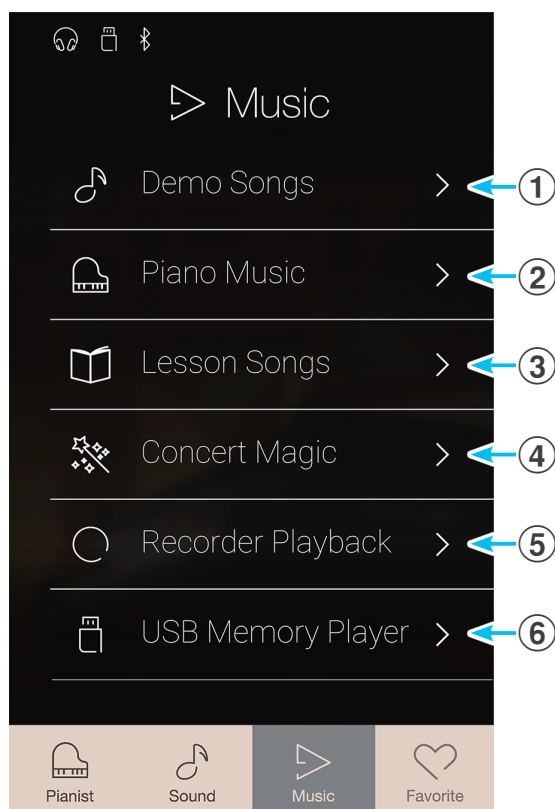 Music
Demo Songs
1
Piano Music
2
Lesson Songs
3
Concert Magic
4
Recorder Playback
5
USB Memory Player
6
Pianist Sound Music Favorite